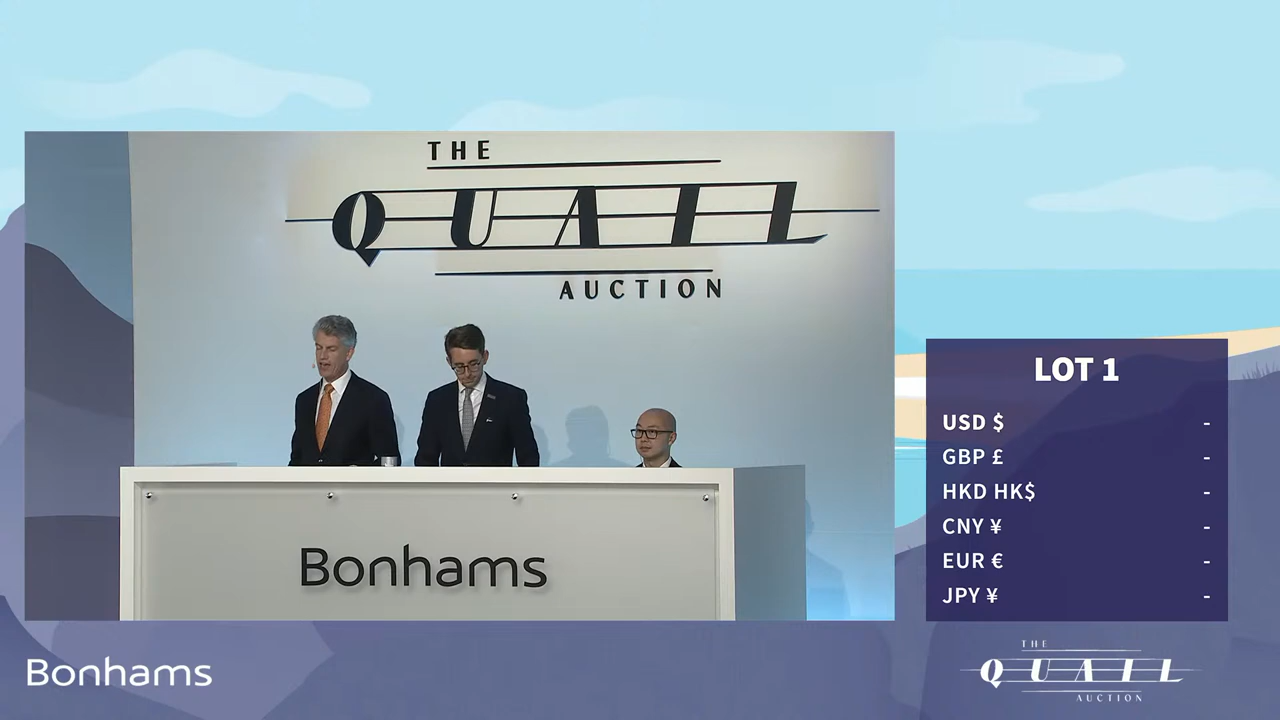 THE
QUAIL
AUCTION
Bonhams
LOT 1
USD $ -
GBP £ -
HKD HK$ -
CNY ¥ -
EUR € -
JPY ¥ -
Bonhams
THE
QUAIL
AUCTION